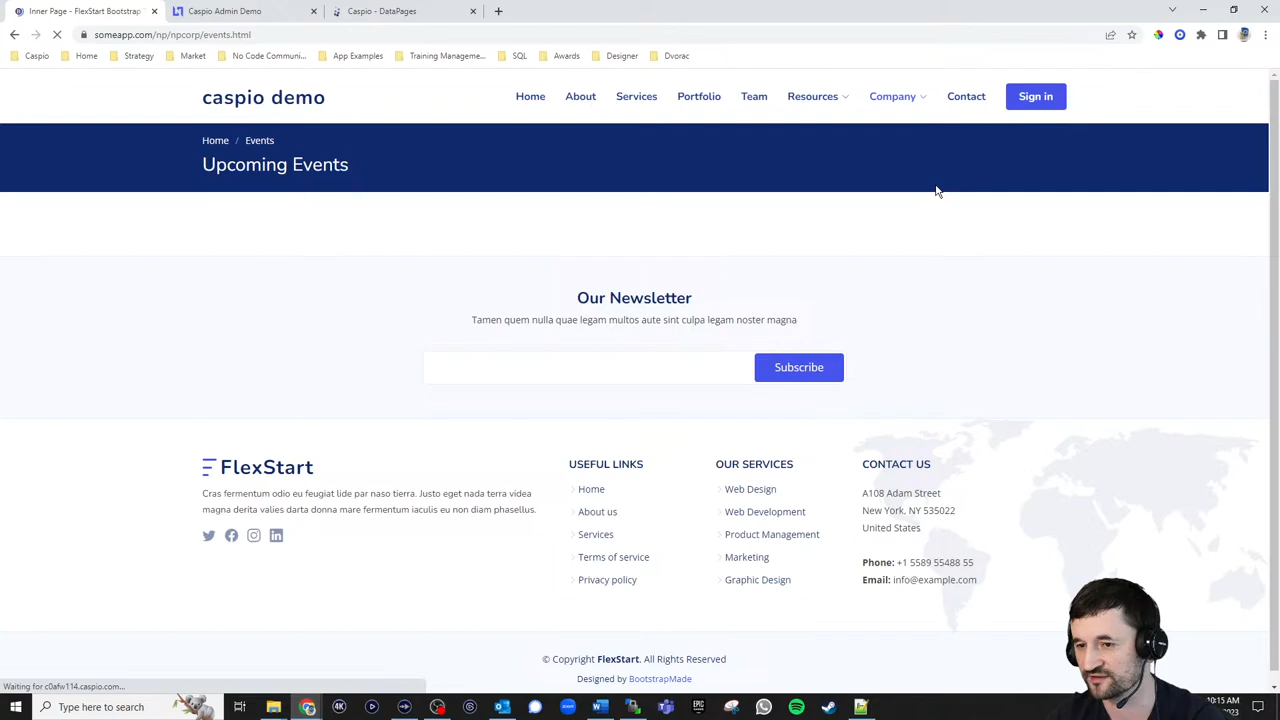 Inner Page - FlexStart Bootstrap
Caspio Admin Demo
Caspio - DataPages
someapp.com/np/npcorp/events.html
Caspio
Home
Strategy
Market
No Code Communi...
App Examples
Training Manageme...
SQL
Awards
Designer
Dvorac
caspio demo
Home
About
Services
Portfolio
Team
Resources
Company
Contact
Sign in
Home / Events
Upcoming Events
Our Newsletter
Tamen quem nulla quae legam multos aute sint culpa legam noster magna
Subscribe
FlexStart
Cras fermentum odio eu feugiat lide par naso tierra. Justo eget nada terra videa
magna derita valies darta donna mare fermentum iaculis eu non diam phasellus.
USEFUL LINKS
Home
About us
Services
Terms of service
Privacy policy
OUR SERVICES
Web Design
Web Development
Product Management
Marketing
Graphic Design
CONTACT US
A108 Adam Street
New York, NY 535022
United States
Phone: +1 5589 55488 55
Email: info@example.com
© Copyright FlexStart. All Rights Reserved
Designed by BootstrapMade
Waiting for c0afw114.caspio.com...
Type here to search
4K
EPIC
GAMES
10:15 AM